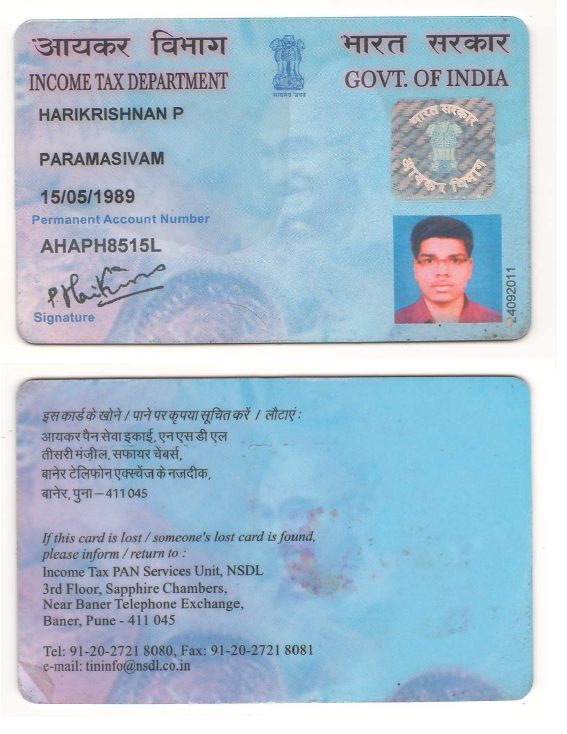 आयकर विभाग
भारत सरकार
INCOME TAX DEPARTMENT
GOVT. OF INDIA
सत्यमेव जयते
HARIKRISHNAN P
भारत सरकार
आयकर विभाग
PARAMASIVAM
15/05/1989
Permanent Account Number
AHAPH8515L
Signature
24092011
इस कार्ड के खोने / पाने पर कृपया सूचित करें / लौटाएं :
आयकर पैन सेवा इकाई, एन एस डी एल
तीसरी मंज़ील, सफायर चेंबर्स,
बानेर टेलिफोन एक्स्चेंज के नजदीक,
बानेर, पुना – 411 045
If this card is lost / someone's lost card is found,
please inform / return to :
Income Tax PAN Services Unit, NSDL
3rd Floor, Sapphire Chambers,
Near Baner Telephone Exchange,
Baner, Pune - 411 045
Tel: 91-20-2721 8080, Fax: 91-20-2721 8081
e-mail: tininfo@nsdl.co.in